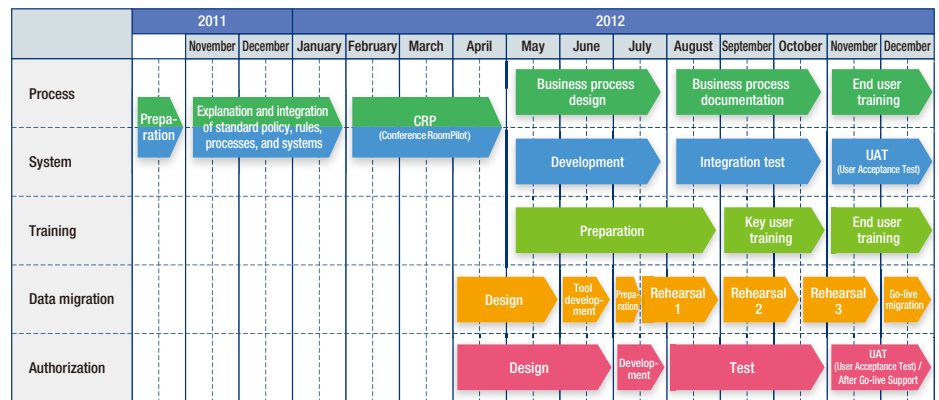 2011
2012
November
December
January
February
March
April
May
June
July
August
September
October
November
December
Process
Prepa-
ration
Explanation and integration
of standard policy, rules,
processes, and systems
CRP
(Conference RoomPilot)
Business process
design
Business process
documentation
End user
training
System
Development
Integration test
UAT
(User Acceptance Test)
Training
Preparation
Key user
training
End user
training
Data migration
Design
Tool
develop-
ment
Prepa-
ration
Rehearsal
1
Rehearsal
2
Rehearsal
3
Go-live
migration
Authorization
Design
Develop-
ment
Test
UAT
(User Acceptance Test) /
After Go-live Support